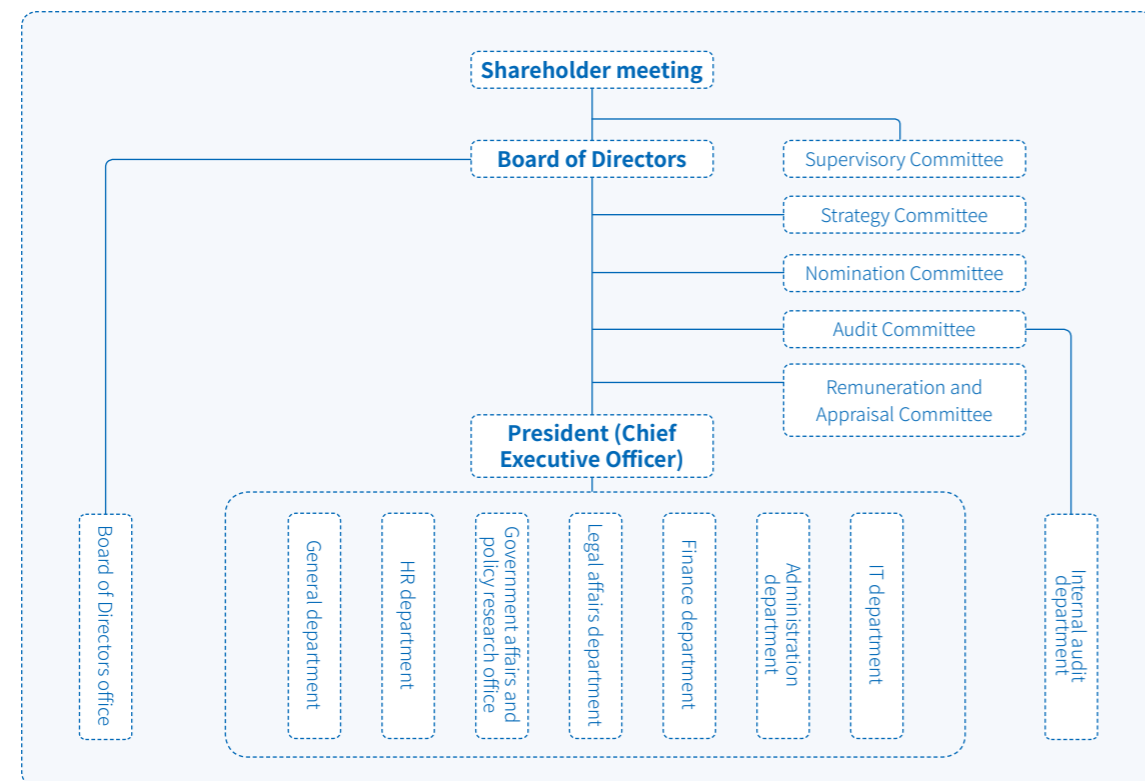 Shareholder meeting
Board of Directors
Supervisory Committee
Strategy Committee
Nomination Committee
Audit Committee
Remuneration and
Appraisal Committee
President (Chief
Executive Officer)
Board of Directors office
General department
HR department
Government affairs and
policy research office
Legal affairs department
Finance department
Administration
department
IT department
Internal audit
department